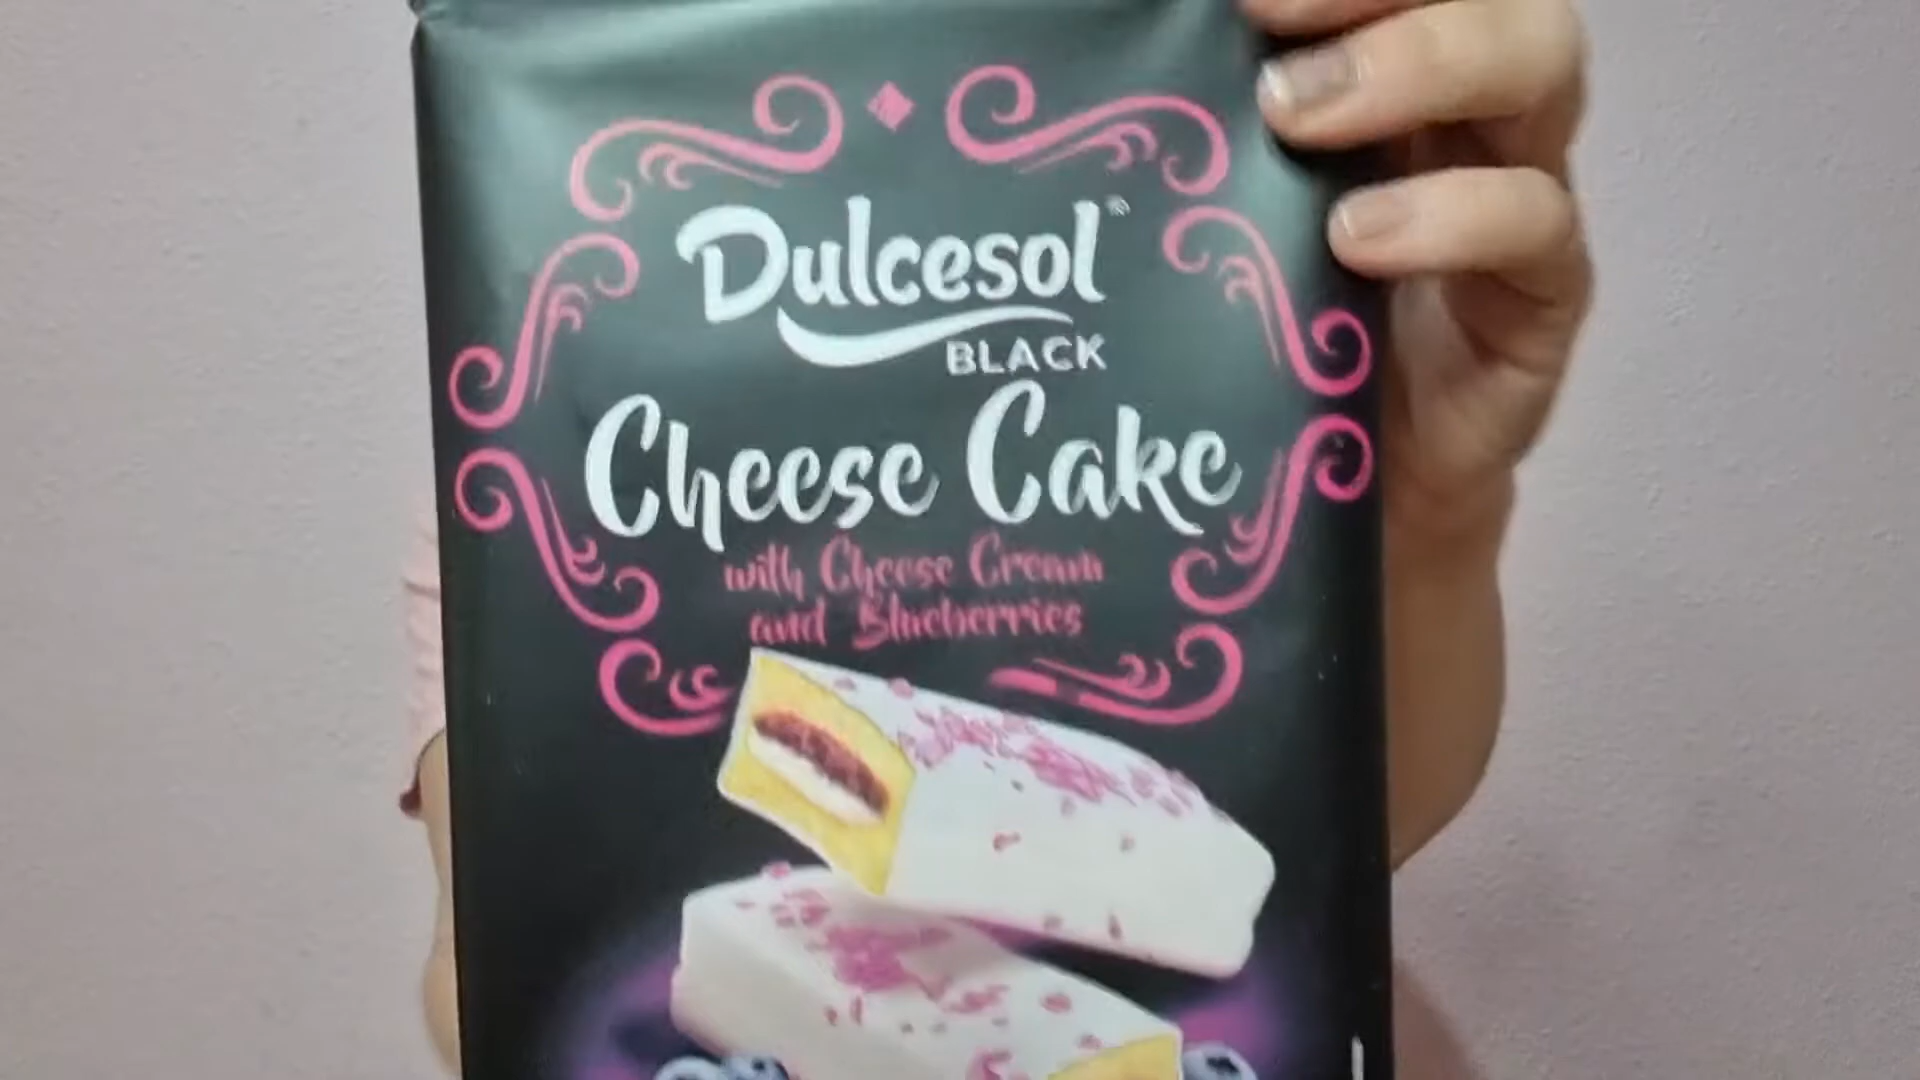 Dulcesol
BLACK
Cheese Cake
with Cheese Cream
and Blueberries